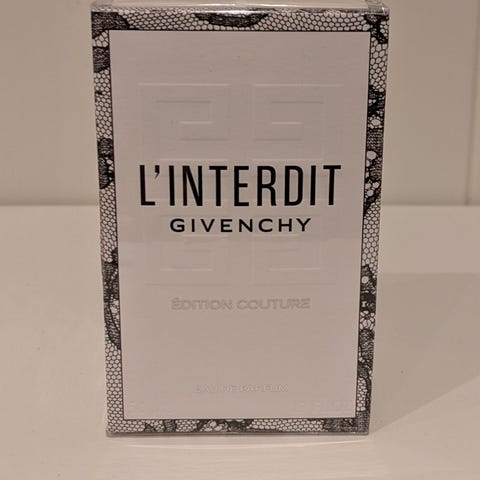 L'INTERDIT
GIVENCHY
ÉDITION COUTURE
EAU DE PARFUM